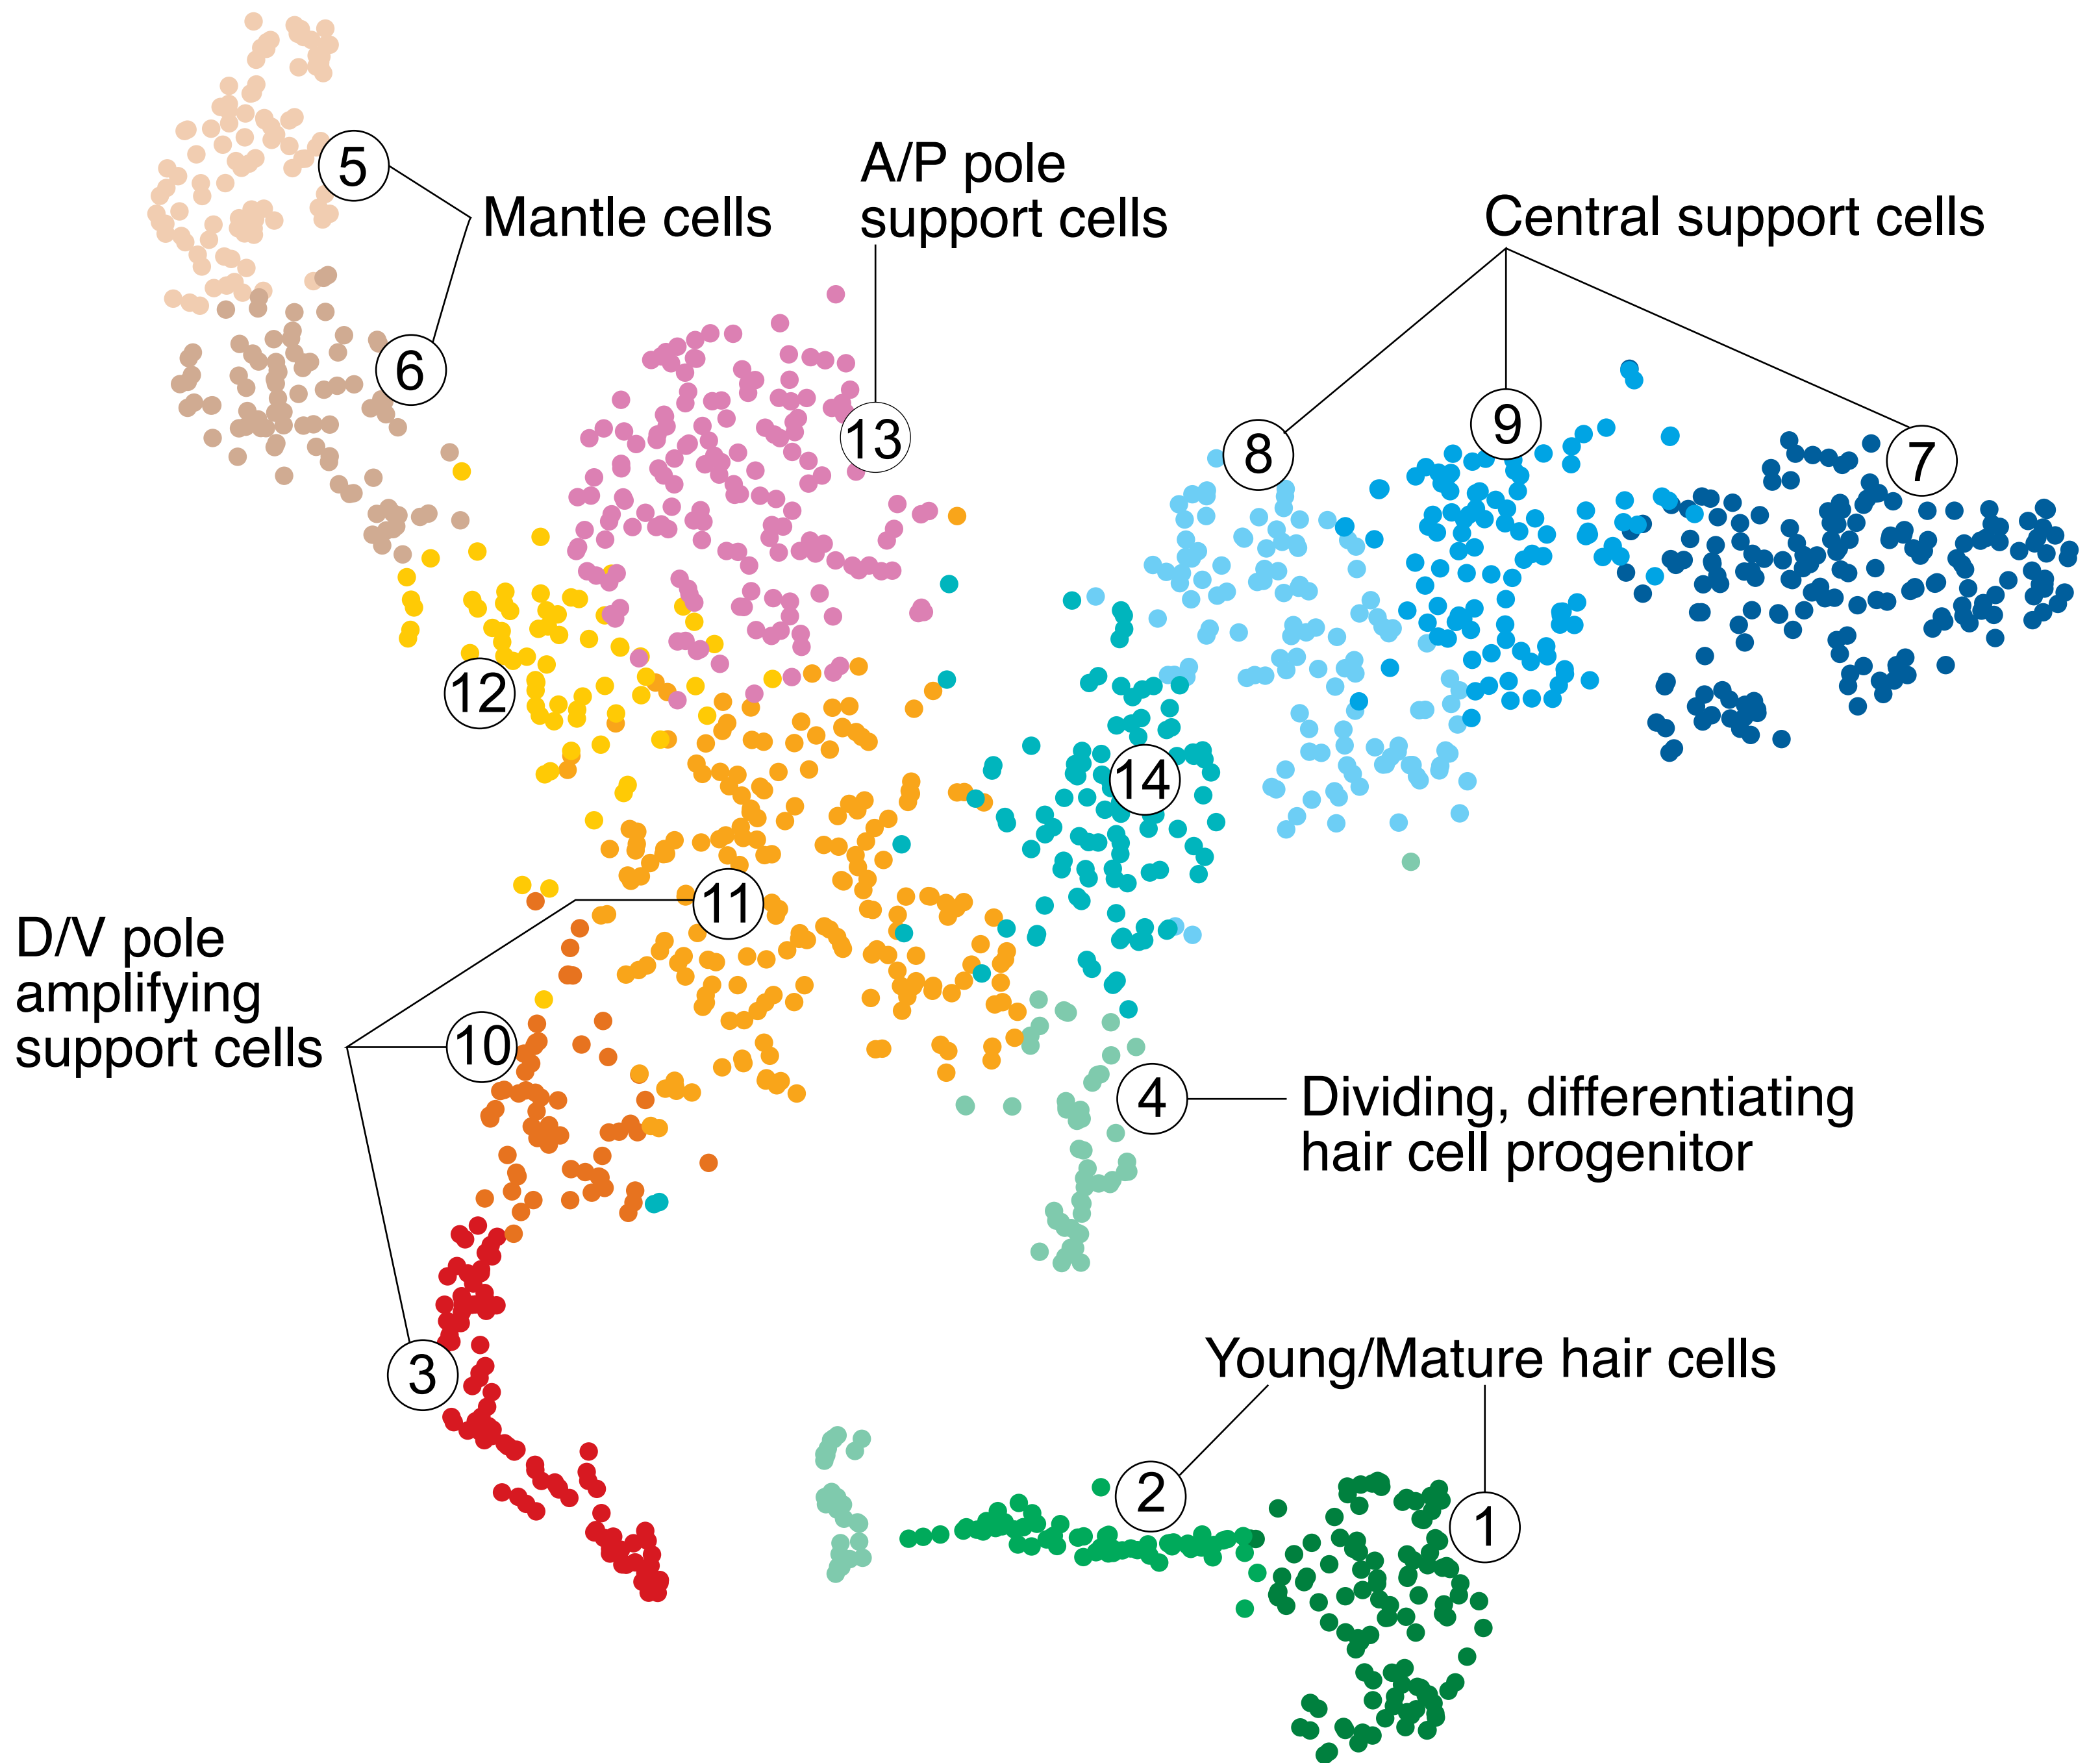 5
Mantle cells
6
A/P pole
support cells
13
Central support cells
8
9
7
12
14
11
D/V pole
amplifying
support cells
10
3
4
Dividing, differentiating
hair cell progenitor
Young/Mature hair cells
2
1